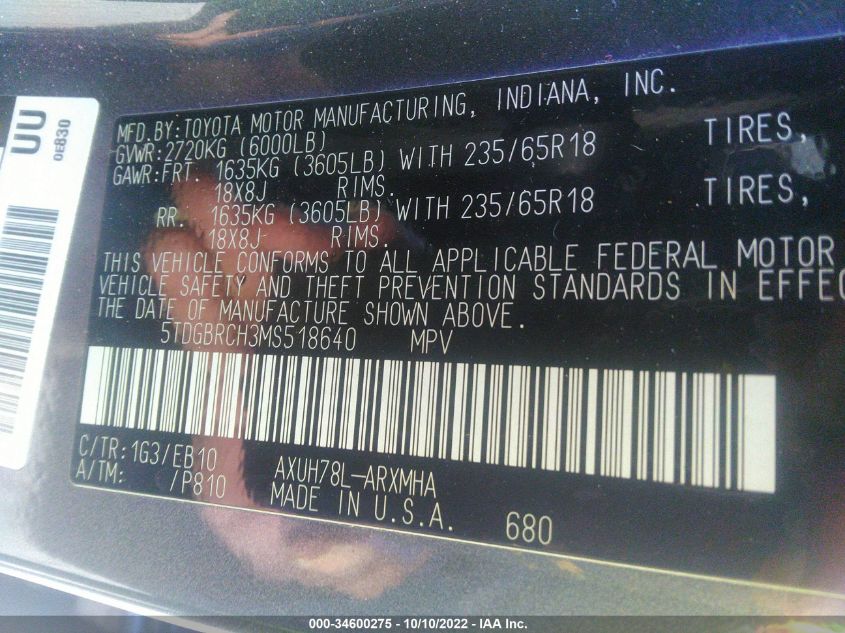 UU
0E830
MFD.BY:TOYOTA MOTOR MANUFACTURING, INDIANA, INC.
GVWR:2720KG (6000LB)
GAWR:FRT. 1635KG (3605LB) WITH 235/65R18 TIRES,
18X8J RIMS.
RR. 1635KG (3605LB) WITH 235/65R18 TIRES,
18X8J- RIMS.
THIS VEHICLE CONFORMS TO ALL APPLICABLE FEDERAL MOTOR
VEHICLE SAFETY AND THEFT PREVENTION STANDARDS IN EFFEC
THE DATE OF MANUFACTURE SHOWN ABOVE.
5TDGBRCH3MS518640 MPV
C/TR:1G3/EB10 AXUH78L-ARXMHA
A/TM: /P810 MADE IN U.S.A. 680
000-34600275 - 10/10/2022 - IAA Inc.